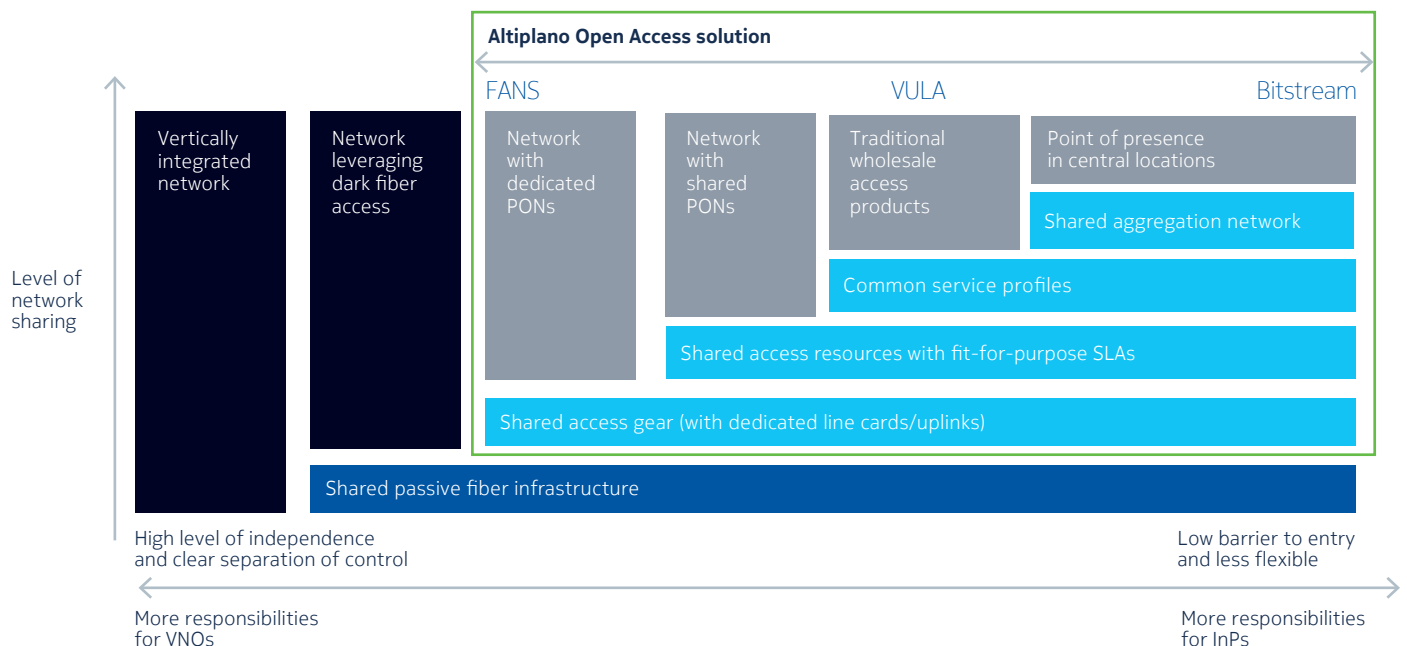 Altiplano Open Access solution
FANS
VULA
Bitstream
Vertically
integrated
network
Network
leveraging
dark fiber
access
Network
with
dedicated
PONs
Network
with
shared
PONs
Traditional
wholesale
access
products
Point of presence
in central locations
Shared aggregation network
Common service profiles
Level of
network
sharing
Shared access resources with fit-for-purpose SLAs
Shared access gear (with dedicated line cards/uplinks)
Shared passive fiber infrastructure
High level of independence
and clear separation of control
Low barrier to entry
and less flexible
More responsibilities
for VNOs
More responsibilities
for InPs